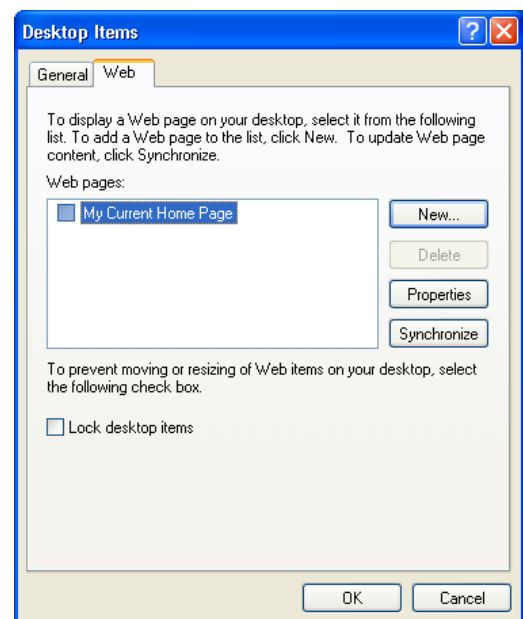 Desktop Items
General Web
To display a Web page on your desktop, select it from the following
list. To add a Web page to the list, click New. To update Web page
content, click Synchronize.
Web pages:
My Current Home Page
New...
Delete
Properties
Synchronize
To prevent moving or resizing of Web items on your desktop, select
the following check box.
Lock desktop items
OK Cancel